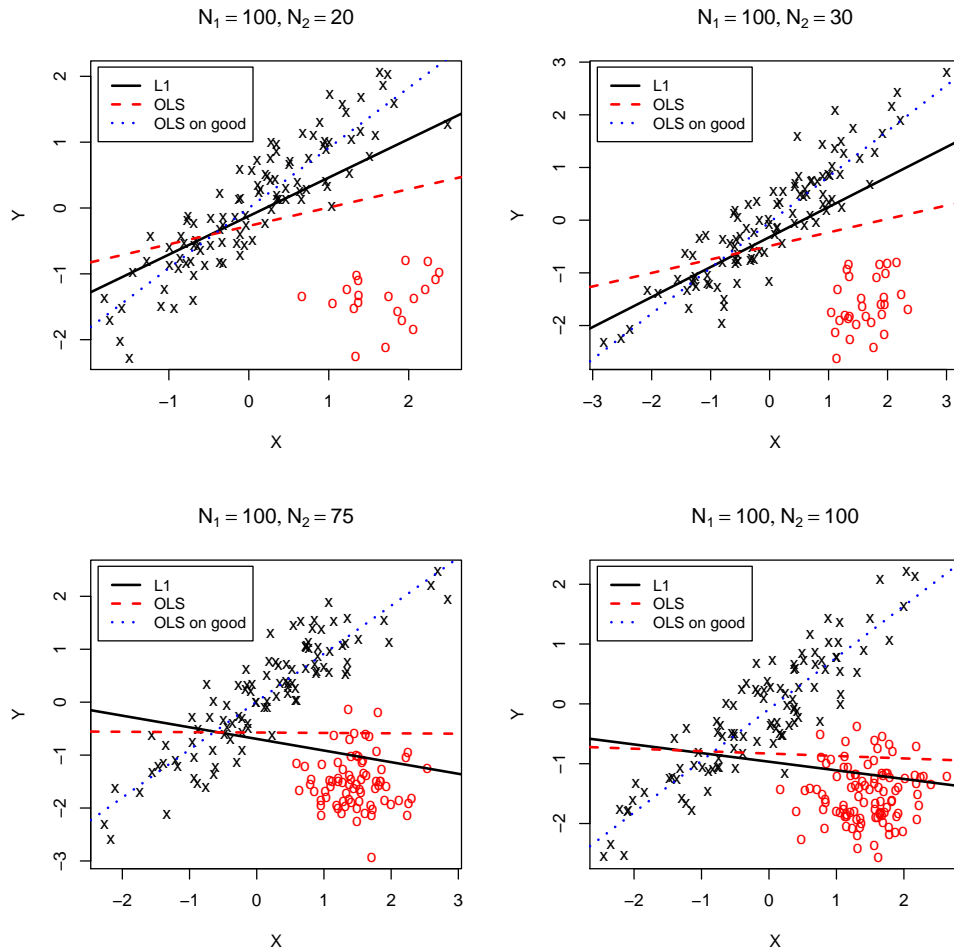 N₁ = 100, N₂ = 20
L1
OLS
OLS on good
Y
2
1
0
−1
−2
−1
0
1
2
X
N₁ = 100, N₂ = 30
L1
OLS
OLS on good
Y
3
2
1
0
−1
−2
−3
−2
−1
0
1
2
3
X
N₁ = 100, N₂ = 75
L1
OLS
OLS on good
Y
2
1
0
−1
−2
−3
−2
−1
0
1
2
3
X
N₁ = 100, N₂ = 100
L1
OLS
OLS on good
Y
2
1
0
−1
−2
−2
−1
0
1
2
X